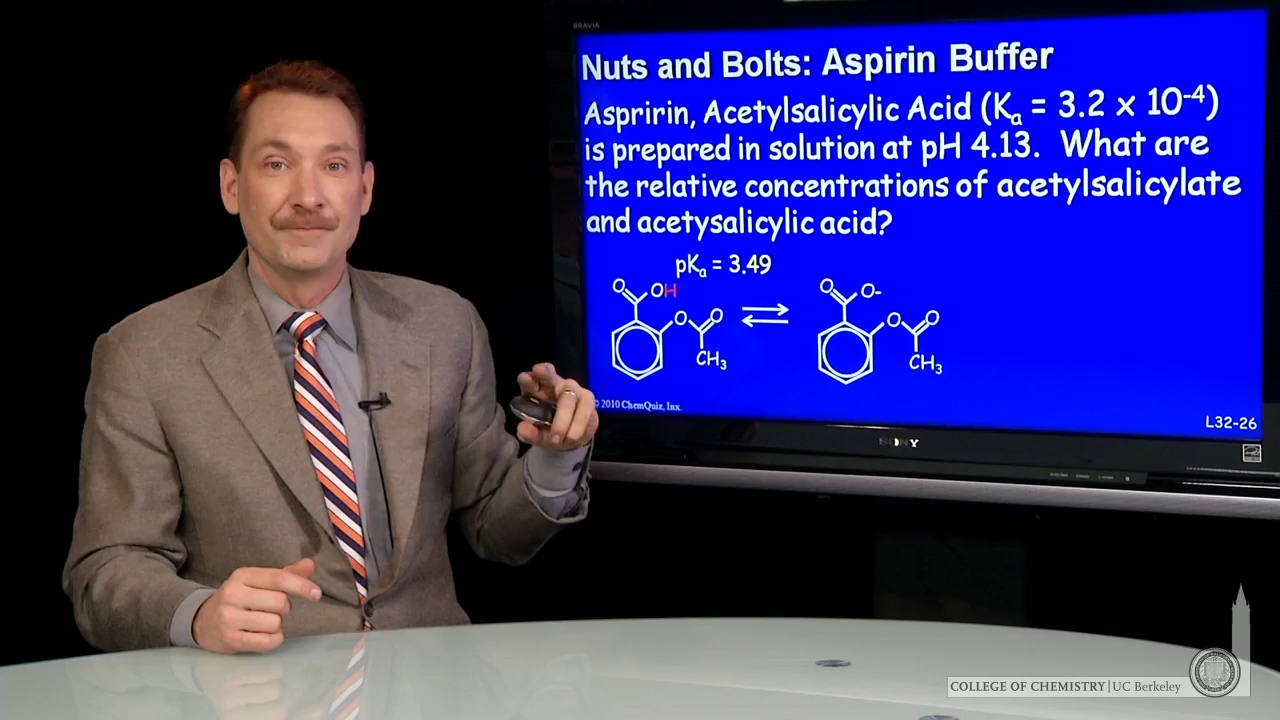 BRAVIA
Nuts and Bolts: Aspirin Buffer
Aspririn, Acetylsalicylic Acid (Kₐ = 3.2 x 10⁻⁴)
is prepared in solution at pH 4.13. What are
the relative concentrations of acetylsalicylate
and acetysalicylic acid?
pKₐ = 3.49
O OH O O CH₃
O O- O O CH₃
© 2010 ChemQuiz, Inx.
L32-26
SONY
COLLEGE OF CHEMISTRY | UC Berkeley